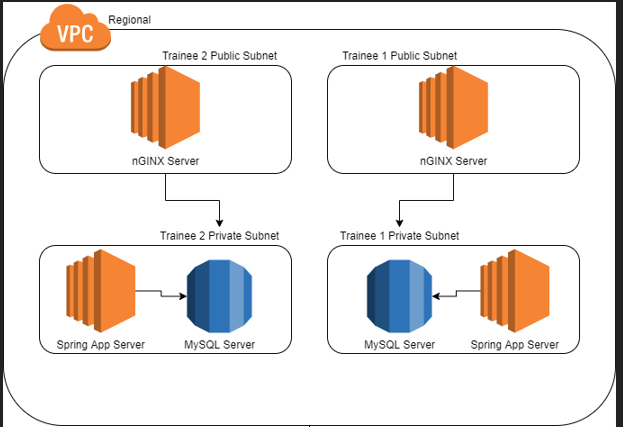 VPC
Regional
Trainee 2 Public Subnet
Trainee 1 Public Subnet
nGINX Server
nGINX Server
Trainee 2 Private Subnet
Trainee 1 Private Subnet
Spring App Server
MySQL Server
MySQL Server
Spring App Server